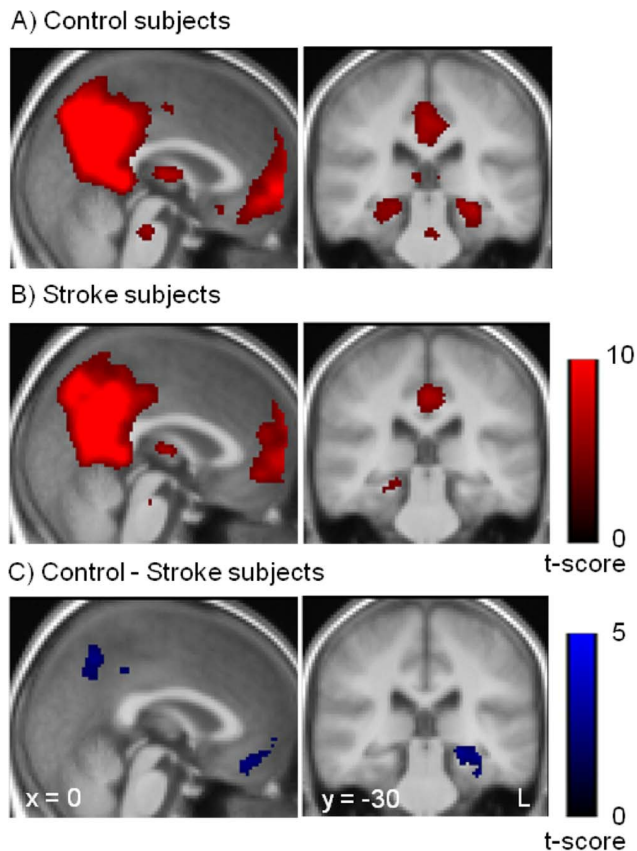 A) Control subjects
B) Stroke subjects
10
0
t-score
C) Control - Stroke subjects
5
x = 0
y = -30
L
0
t-score